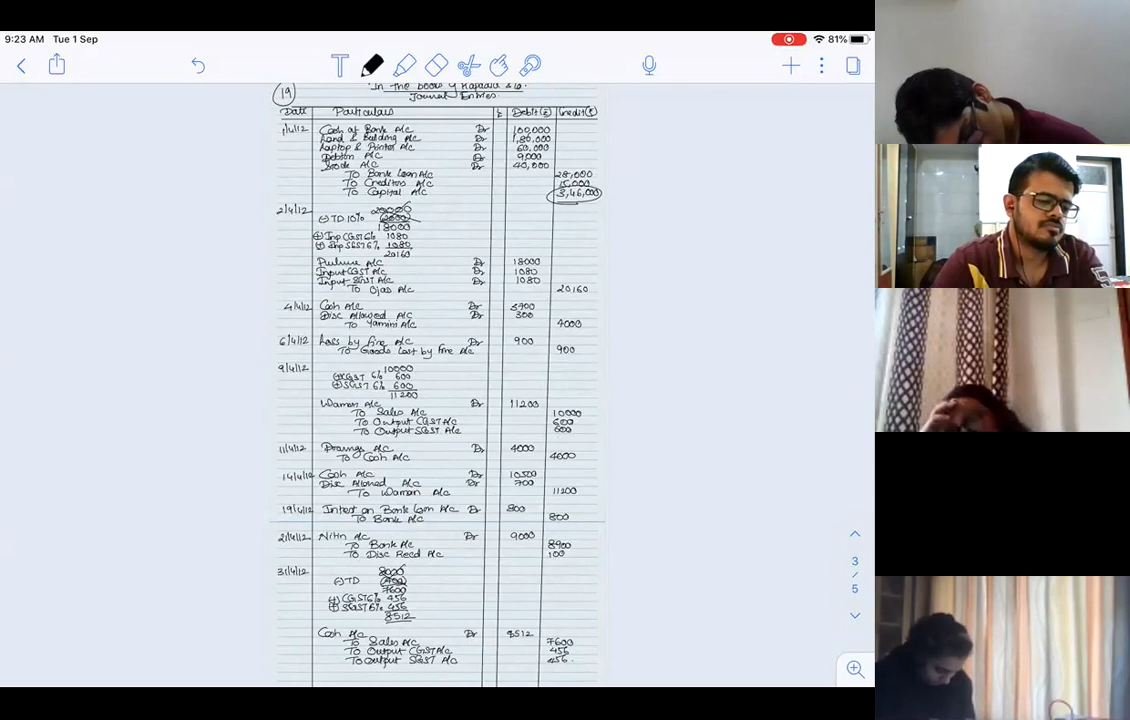 9:23 AM Tue 1 Sep
81%
19
In the books of Kapadia & Co
Journal Entries.
Date Particulars Debit(₹) Credit(₹)
1/4/12 Cash at Bank A/c Dr 100,000
Land & Building A/c Dr 1,80,000
Laptop & Printer A/c Dr 60,000
Debtors A/c Dr 9,000
Stock A/c Dr 40,000
To Bank Loan A/c 28,000
To Creditors A/c 15,000
To Capital A/c 3,46,000
2/4/12 20000
(-) TD 10% (2000)
18000
(+) Inp CGST 6% 1080
(+) Inp SGST 6% 1080
20160
Purchase A/c Dr 18000
Input CGST A/c Dr 1080
Input SGST A/c Dr 1080
To Ojas A/c 20160
4/4/12 Cash A/c Dr
Disc Allowed A/c Dr 300
To Yamini A/c 4000
6/4/12 Loss by fire A/c Dr 900
To Goods Lost by fire A/c 900
9/4/12 10000
(+) CGST 6% 600
(+) SGST 6% 600
11200
Waman A/c Dr 11200
To Sales A/c 10000
To Output CGST A/c 600
To Output SGST A/c 600
11/4/12 Drawings A/c Dr 4000
To Cash A/c 4000
14/4/12 Cash A/c Dr 10500
Disc Allowed A/c Dr 700
To Waman A/c 11200
19/4/12 Interest on Bank Loan A/c Dr 800
To Bank A/c 800
21/4/12 Nitin A/c Dr 9000
To Bank A/c 8900
To Disc Recd A/c 100
31/4/12 8000
(-) TD (400)
7600
(+) CGST 6% 456
(+) SGST 6% 456
8512
Cash A/c Dr 8512
To Sales A/c 7600
To Output CGST A/c 456
To Output SGST A/c 456.
3
/
5